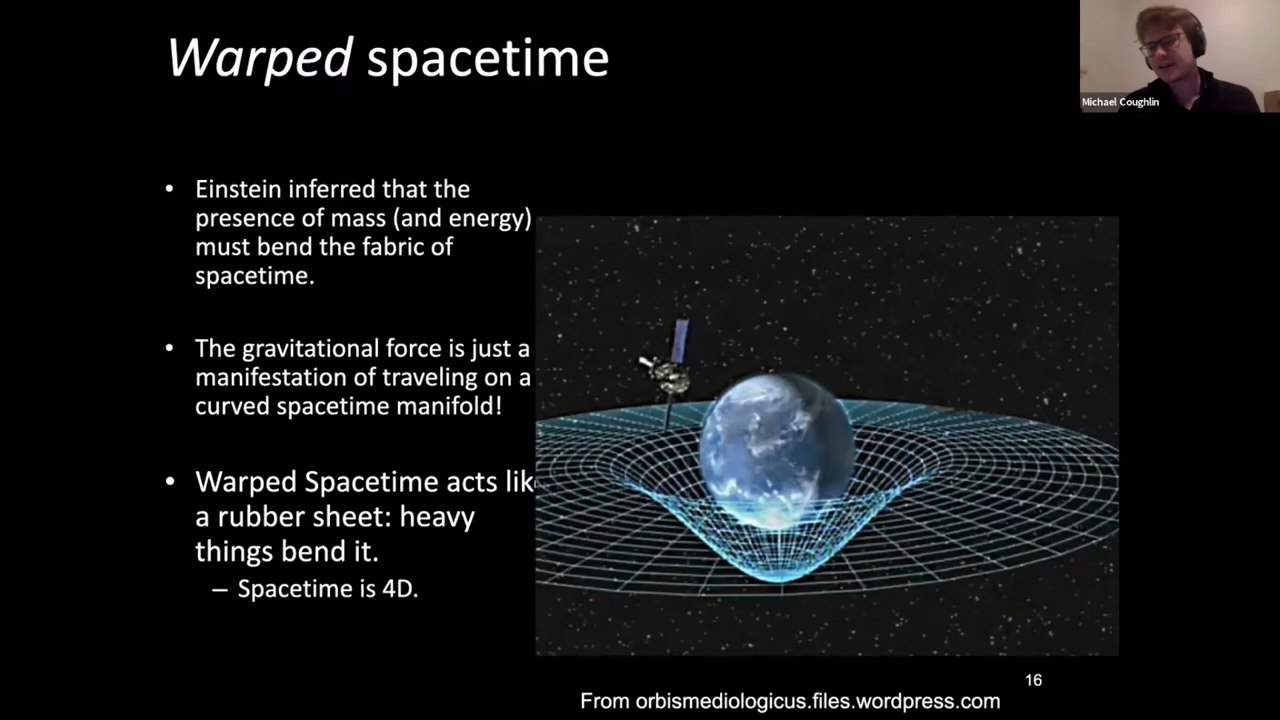 Warped spacetime
Michael Coughlin
• Einstein inferred that the
presence of mass (and energy)
must bend the fabric of
spacetime.
• The gravitational force is just a
manifestation of traveling on a
curved spacetime manifold!
• Warped Spacetime acts like
a rubber sheet: heavy
things bend it.
– Spacetime is 4D.
16
From orbismediologicus.files.wordpress.com